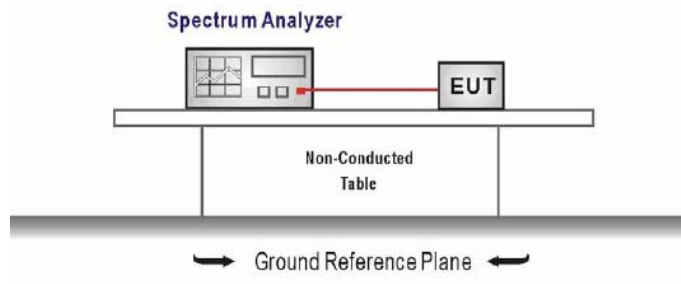 Spectrum Analyzer
EUT
Non-Conducted
Table
Ground Reference Plane